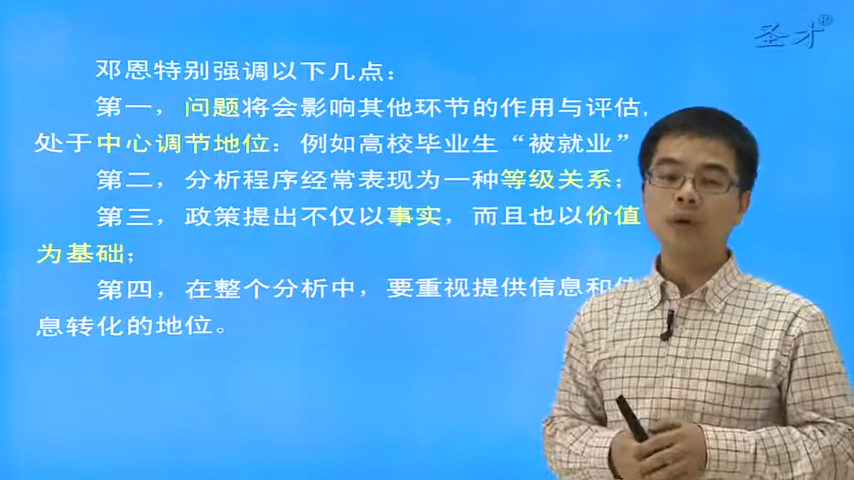 圣才®
邓恩特别强调以下几点：
第一，问题将会影响其他环节的作用与评估，
处于中心调节地位：例如高校毕业生“被就业”
第二，分析程序经常表现为一种等级关系；
第三，政策提出不仅以事实，而且也以价值
为基础；
第四，在整个分析中，要重视提供信息和信
息转化的地位。